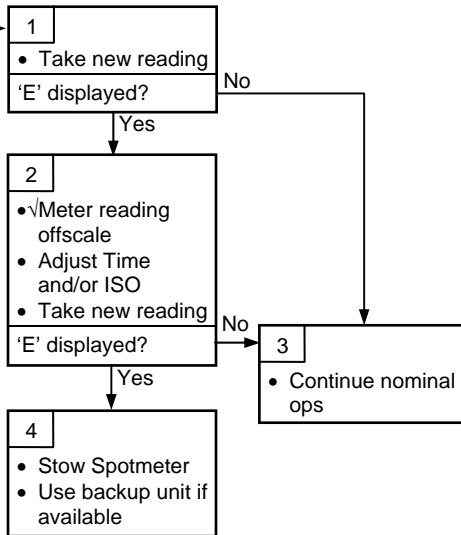 1
• Take new reading
‘E’ displayed?
No
Yes
2
•√Meter reading
offscale
• Adjust Time
and/or ISO
• Take new reading
‘E’ displayed?
No
Yes
3
• Continue nominal
ops
4
• Stow Spotmeter
• Use backup unit if
available